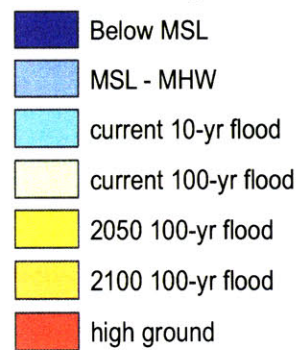 Below MSL
MSL - MHW
current 10-yr flood
current 100-yr flood
2050 100-yr flood
2100 100-yr flood
high ground